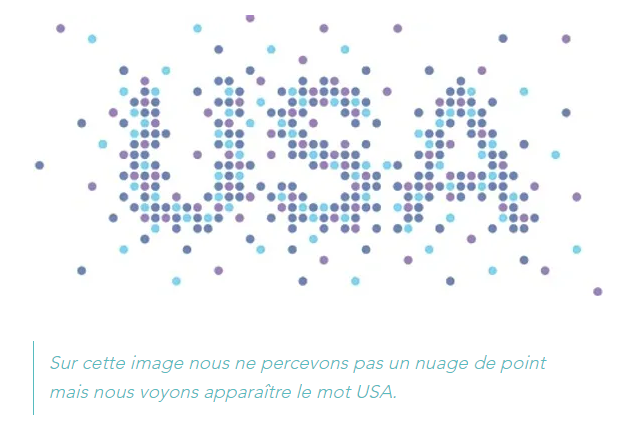 USA
Sur cette image nous ne percevons pas un nuage de point
mais nous voyons apparaître le mot USA.